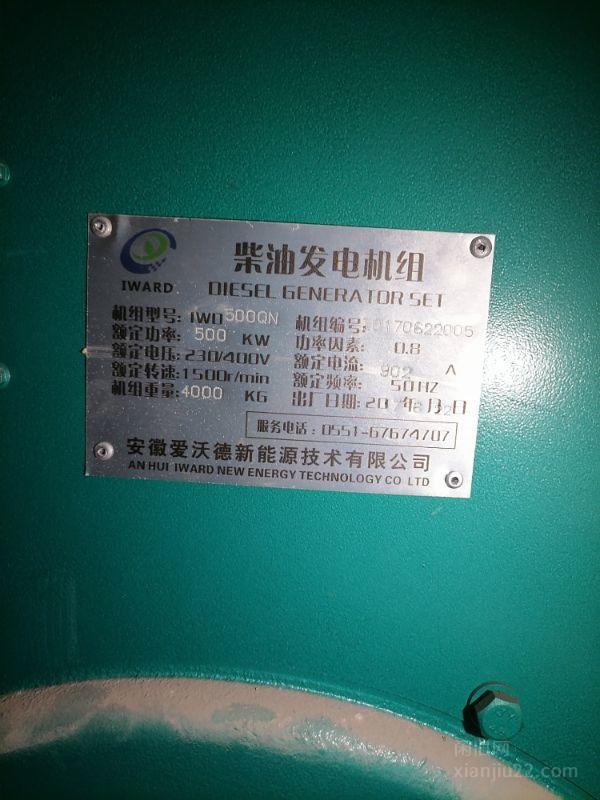 IWARD
柴油发电机组
DIESEL GENERATOR SET
机组型号: IWD500QN 机组编号:
额定功率: 500 KW 功率因素: 0.8
额定电压: 230/400V 额定电流: 902 A
额定转速: 1500r/min 额定频率: 50HZ
机组重量: 4000 KG 出厂日期:
服务电话: 0551-67674707
安徽爱沃德新能源技术有限公司
AN HUI IWARD NEW ENERGY TECHNOLOGY CO LTD
闲旧网
xianjiu22.com